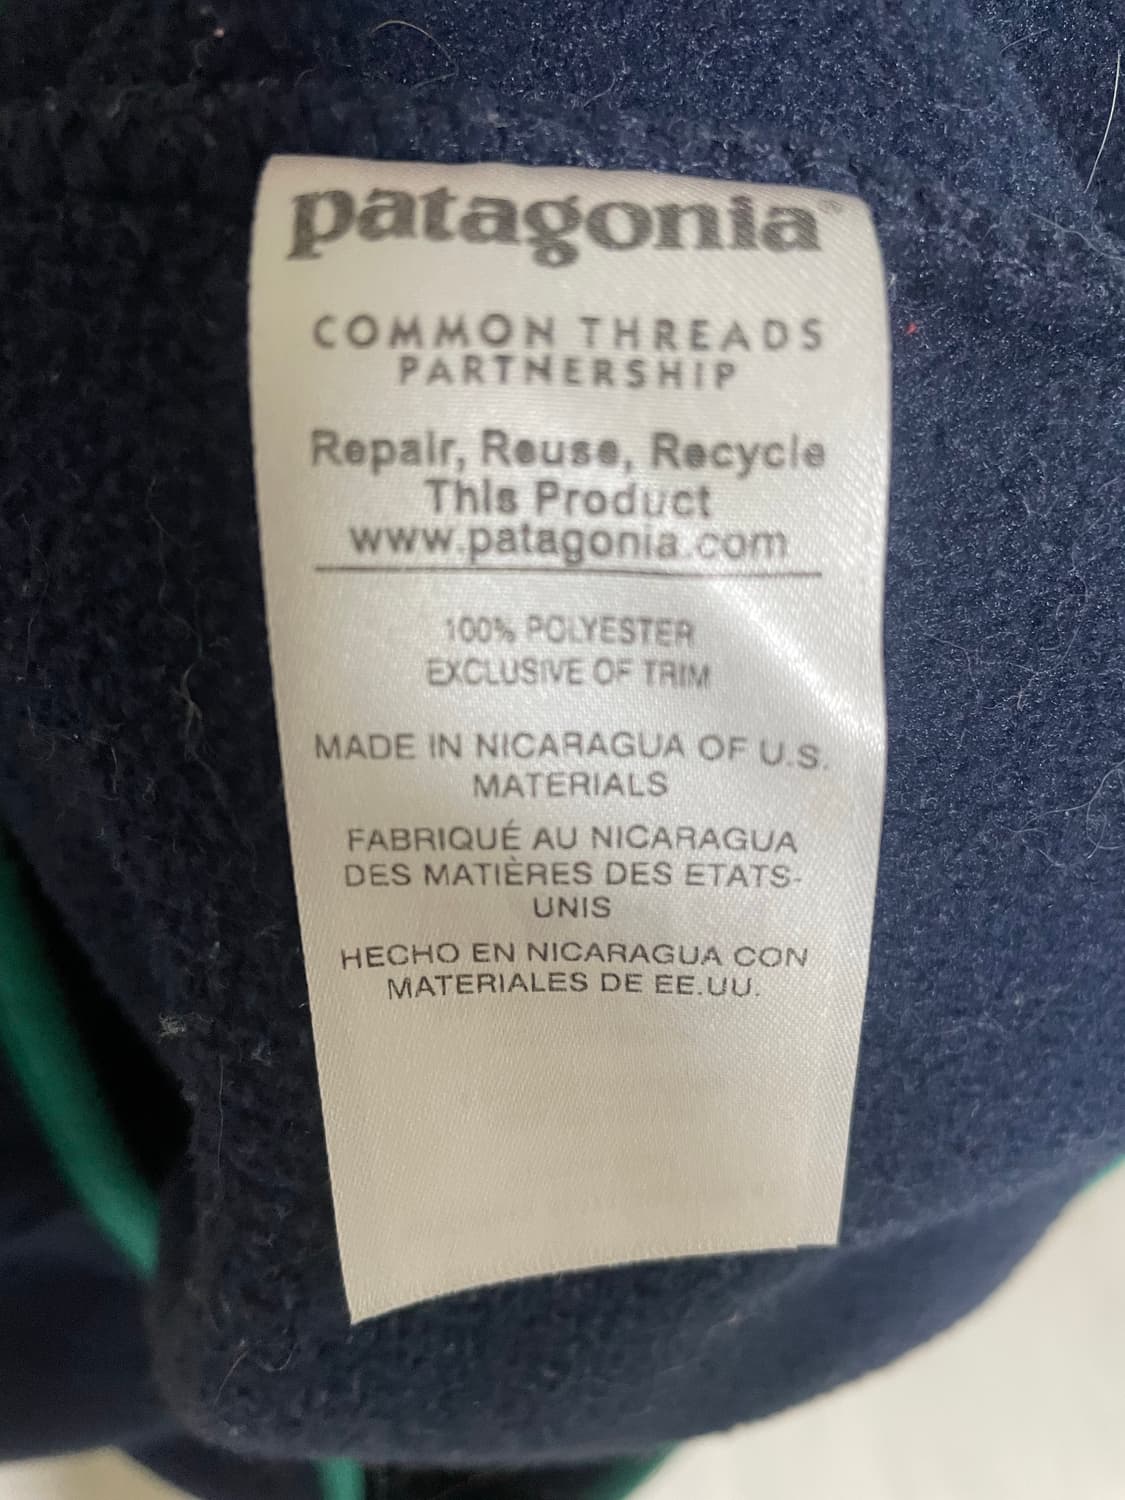 patagonia®
COMMON THREADS
PARTNERSHIP
Repair, Reuse, Recycle
This Product
www.patagonia.com
100% POLYESTER
EXCLUSIVE OF TRIM
MADE IN NICARAGUA OF U.S.
MATERIALS
FABRIQUÉ AU NICARAGUA
DES MATIÈRES DES ETATS-
UNIS
HECHO EN NICARAGUA CON
MATERIALES DE EE.UU.